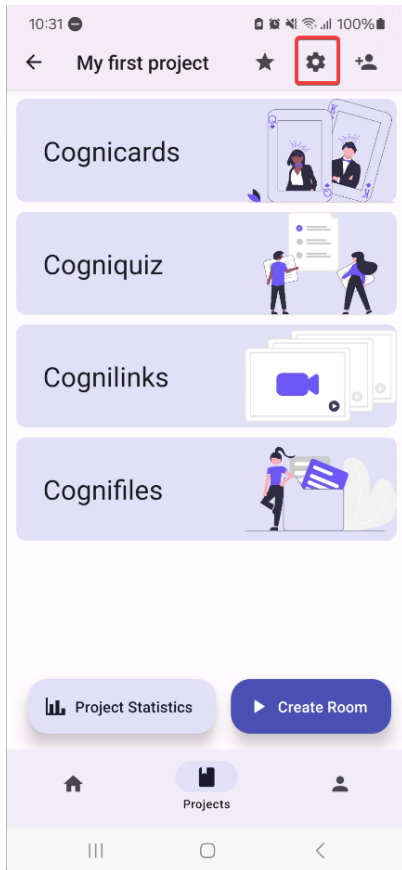 10:31 100%
My first project
Cognicards
Cogniquiz
Cognilinks
Cognifiles
Project Statistics
Create Room
Projects